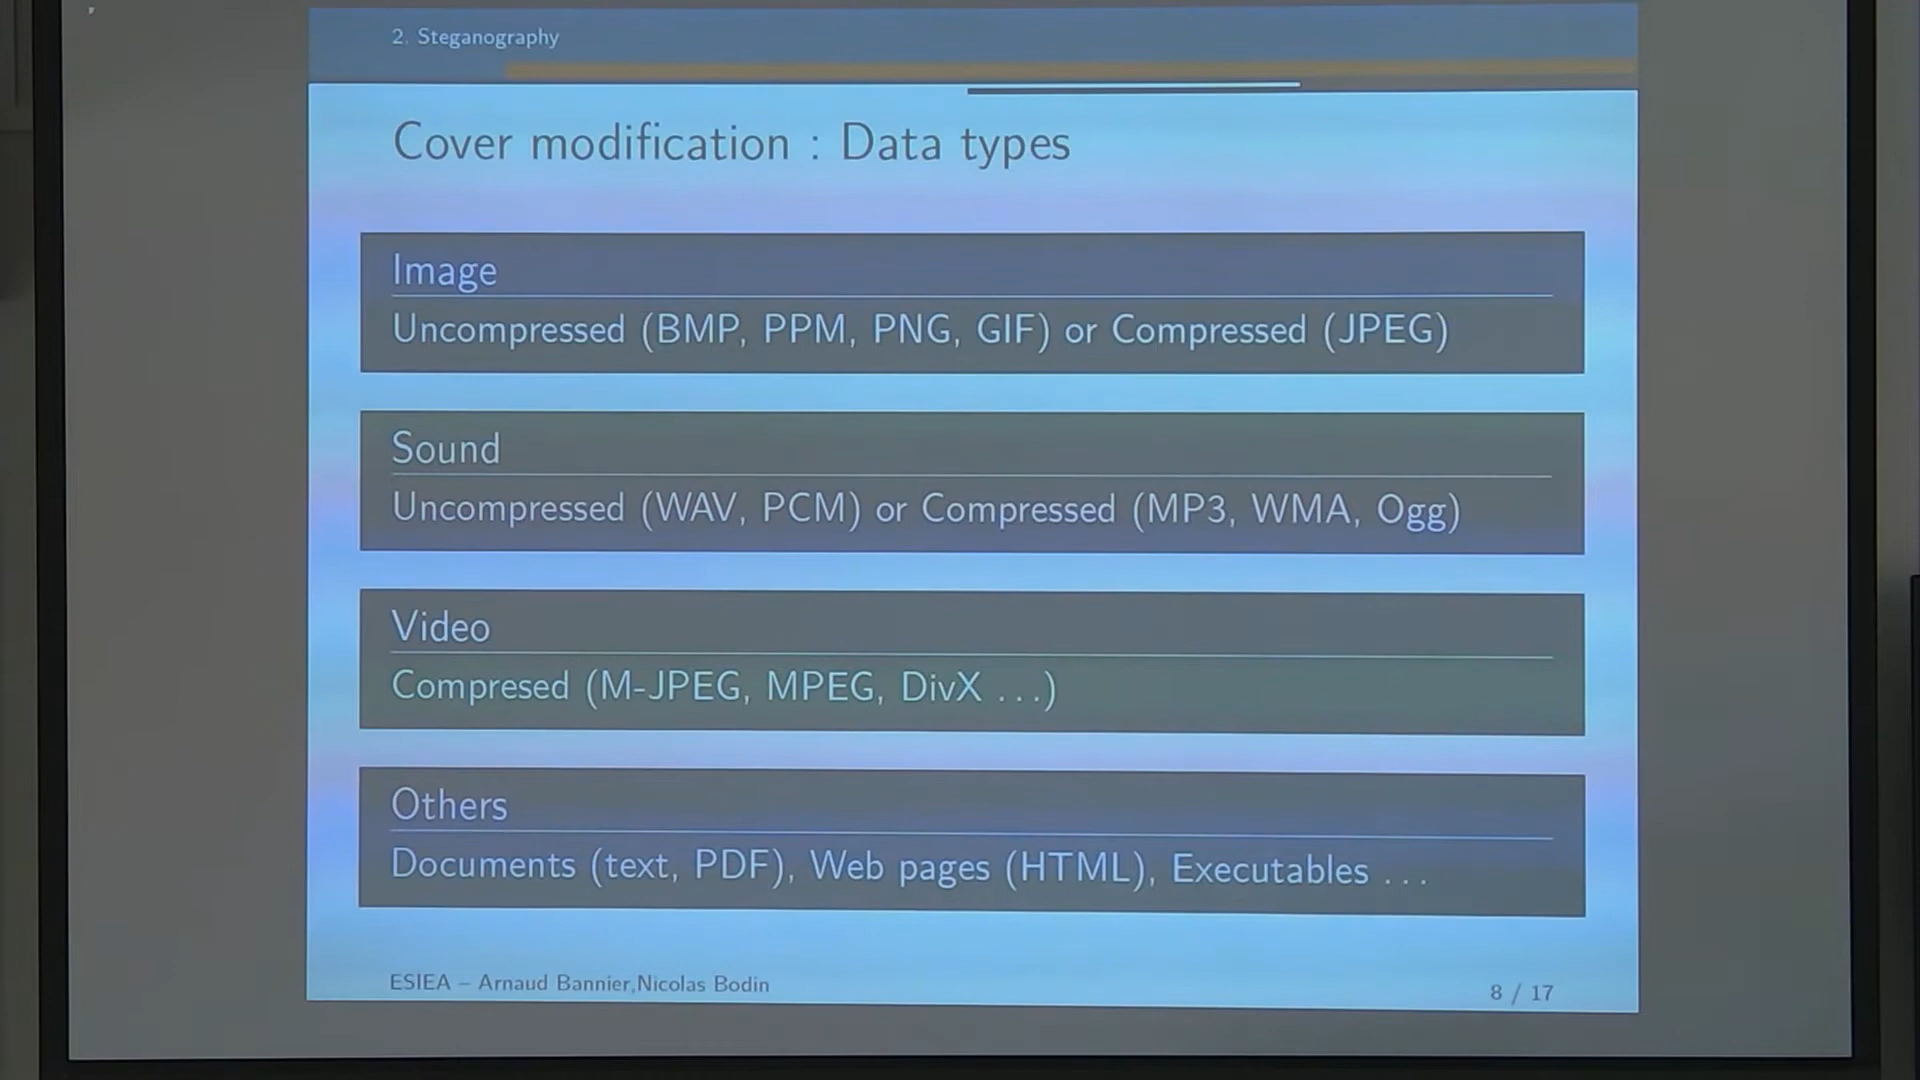 2. Steganography
Cover modification : Data types
Image
Uncompressed (BMP, PPM, PNG, GIF) or Compressed (JPEG)
Sound
Uncompressed (WAV, PCM) or Compressed (MP3, WMA, Ogg)
Video
Compresed (M-JPEG, MPEG, DivX ...)
Others
Documents (text, PDF), Web pages (HTML), Executables ...
ESIEA – Arnaud Bannier,Nicolas Bodin
8 / 17